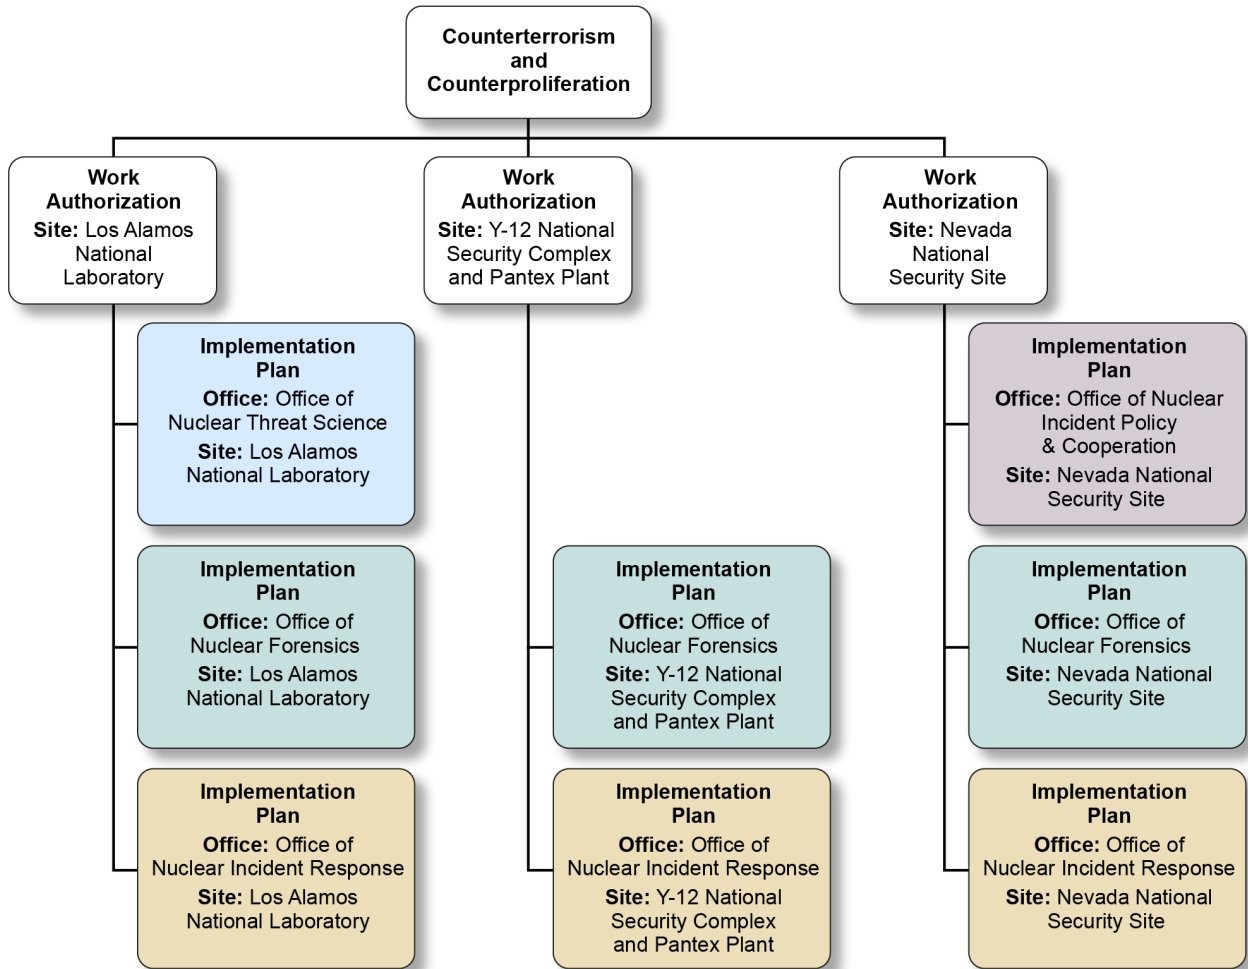 Counterterrorism
and
Counterproliferation
Work
Authorization
Site: Los Alamos
National
Laboratory
Work
Authorization
Site: Y-12 National
Security Complex
and Pantex Plant
Work
Authorization
Site: Nevada
National
Security Site
Implementation
Plan
Office: Office of
Nuclear Threat Science
Site: Los Alamos
National Laboratory
Implementation
Plan
Office: Office of Nuclear
Incident Policy
& Cooperation
Site: Nevada National
Security Site
Implementation
Plan
Office: Office of
Nuclear Forensics
Site: Los Alamos
National Laboratory
Implementation
Plan
Office: Office of
Nuclear Forensics
Site: Y-12 National
Security Complex
and Pantex Plant
Implementation
Plan
Office: Office of
Nuclear Forensics
Site: Nevada National
Security Site
Implementation
Plan
Office: Office of
Nuclear Incident Response
Site: Los Alamos
National Laboratory
Implementation
Plan
Office: Office of
Nuclear Incident Response
Site: Y-12 National
Security Complex
and Pantex Plant
Implementation
Plan
Office: Office of
Nuclear Incident Response
Site: Nevada National
Security Site